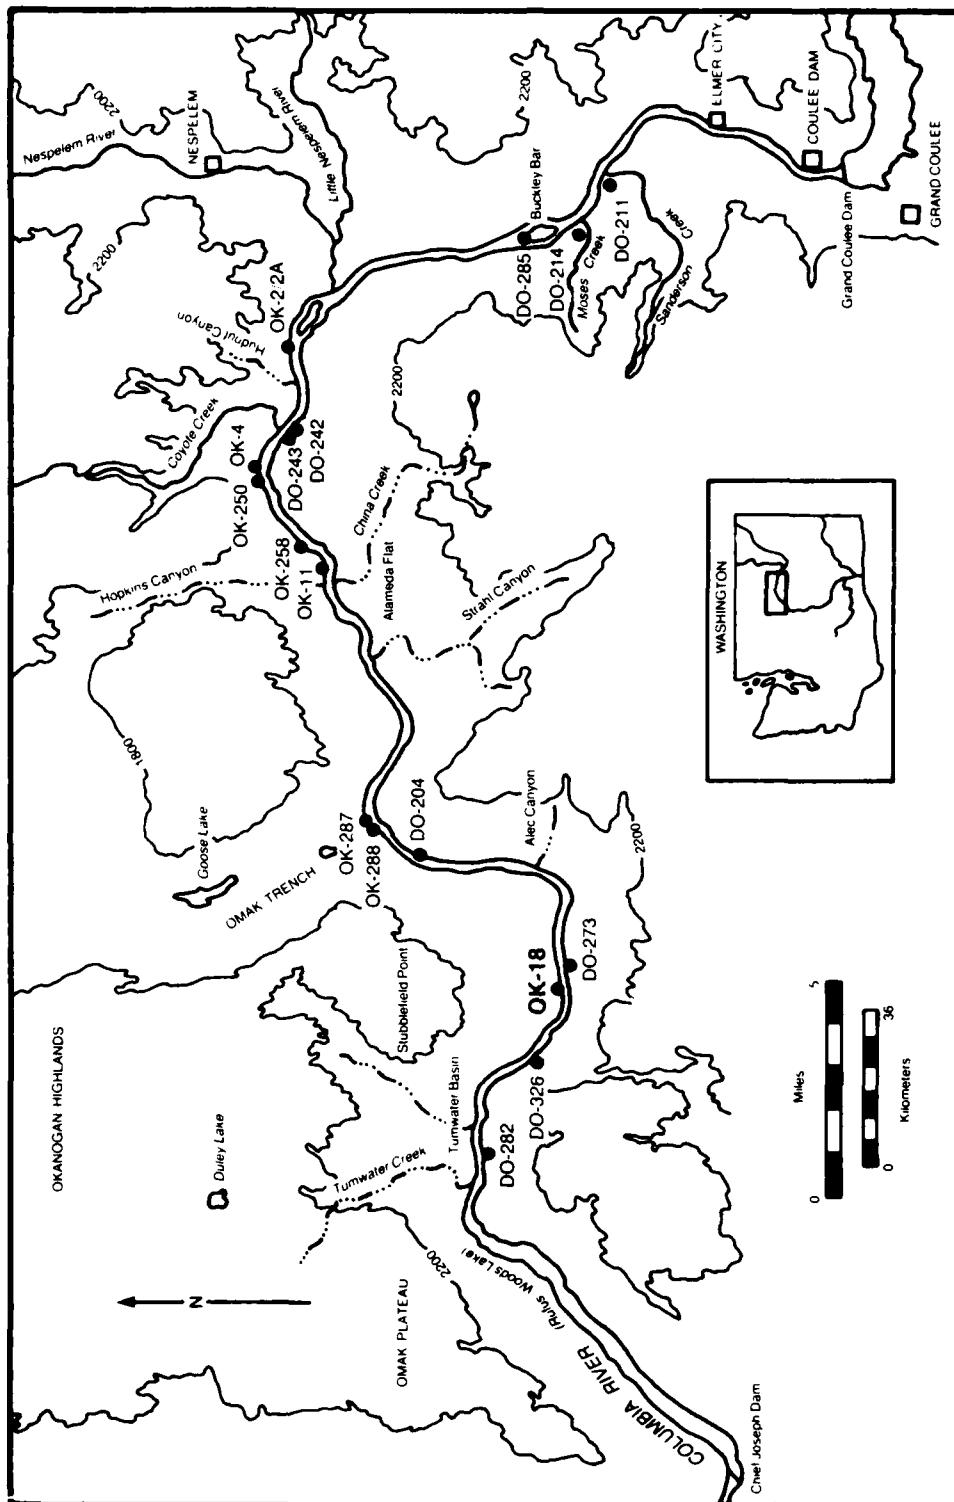 OKANOGAN HIGHLANDS
Duley Lake
N
OMAK PLATEAU
2200
Tumwater Creek
Tumwater Basin
Stubblefield Point
OMAK TRENCH
Goose Lake
1800
Hopkins Canyon
Coyote Creek
Hudnut Canyon
2200
Nespelem River
2200
NESPELEM
Little Nespelem River
OK-287
OK-288
DO-204
OK-258
OK-11
OK-250
OK-4
DO-243
DO-242
China Creek
Alameda Flat
Strahl Canyon
2200
Buckley Bar
DO-285
DO-214
Moses Creek
DO-211
Sanderson Creek
2200
ELMER CITY
COULEE DAM
Grand Coulee Dam
GRAND COULEE
Alec Canyon
2200
OK-18
DO-273
DO-326
DO-282
(Rufus Woods Lake)
COLUMBIA RIVER
Chief Joseph Dam
Miles
0
5
0
36
Kilometers
WASHINGTON